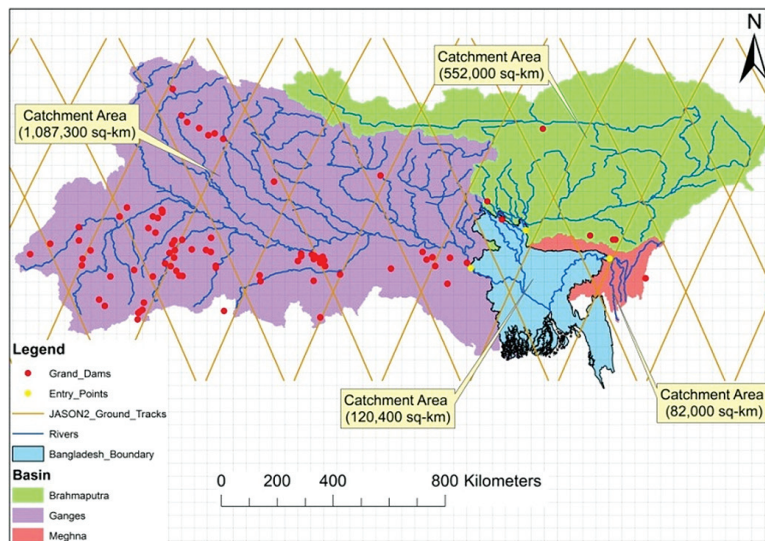 N
Catchment Area
(552,000 sq-km)
Catchment Area
(1,087,300 sq-km)
Legend
Grand_Dams
Entry_Points
JASON2_Ground_Tracks
Rivers
Bangladesh_Boundary
Basin
Brahmaputra
Ganges
Meghna
Catchment Area
(120,400 sq-km)
Catchment Area
(82,000 sq-km)
0 200 400 800 Kilometers